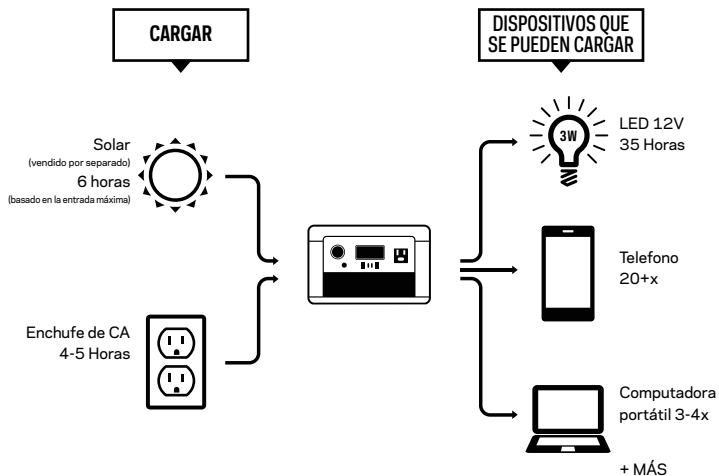 CARGAR
DISPOSITIVOS QUE
SE PUEDEN CARGAR
Solar
(vendido por separado)
6 horas
(basado en la entrada máxima)
Enchufe de CA
4-5 Horas
3W
LED 12V
35 Horas
Telefono
20+x
Computadora
portátil 3-4x
+ MÁS